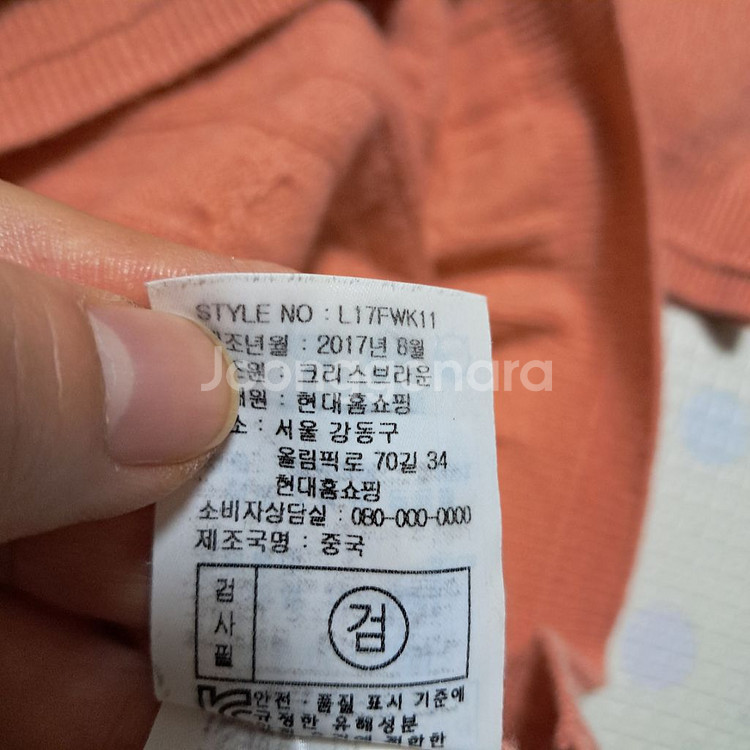 STYLE NO : L17FWK11
조년월 : 2017년 8월
원 : 크리스브라운
원 : 현대홈쇼핑
소 : 서울 강동구
올림픽로 70길 34
현대홈쇼핑
소비자상담실 : 080-000-0000
제조국명 : 중국
검사필
검
안전·품질 표시 기준에
규정한 유해성분
Joonggonara